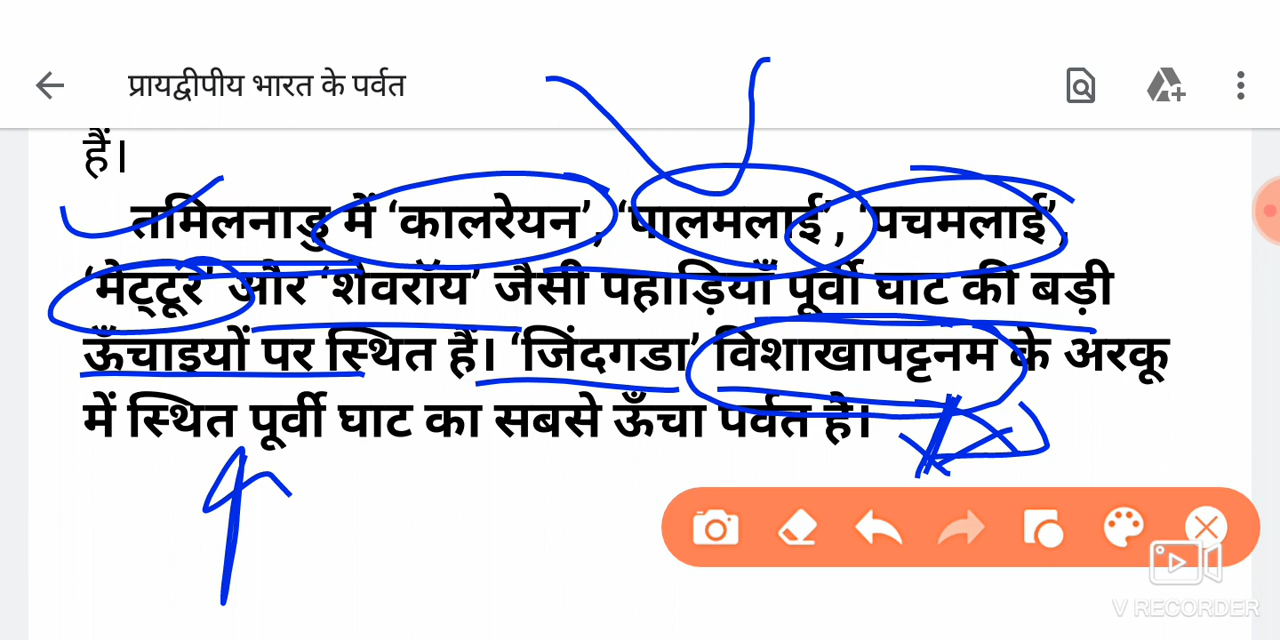 प्रायद्वीपीय भारत के पर्वत
हैं।
तमिलनाडु में ‘कालरेयन’, ‘पालमलाई’, ‘पचमलाई’,
‘मेट्टूर’ और ‘शेवरॉय’ जैसी पहाड़ियाँ पूर्वी घाट की बड़ी
ऊँचाइयों पर स्थित हैं। ‘जिंदगडा’ विशाखापट्टनम के अरकू
में स्थित पूर्वी घाट का सबसे ऊँचा पर्वत है।
V RECORDER